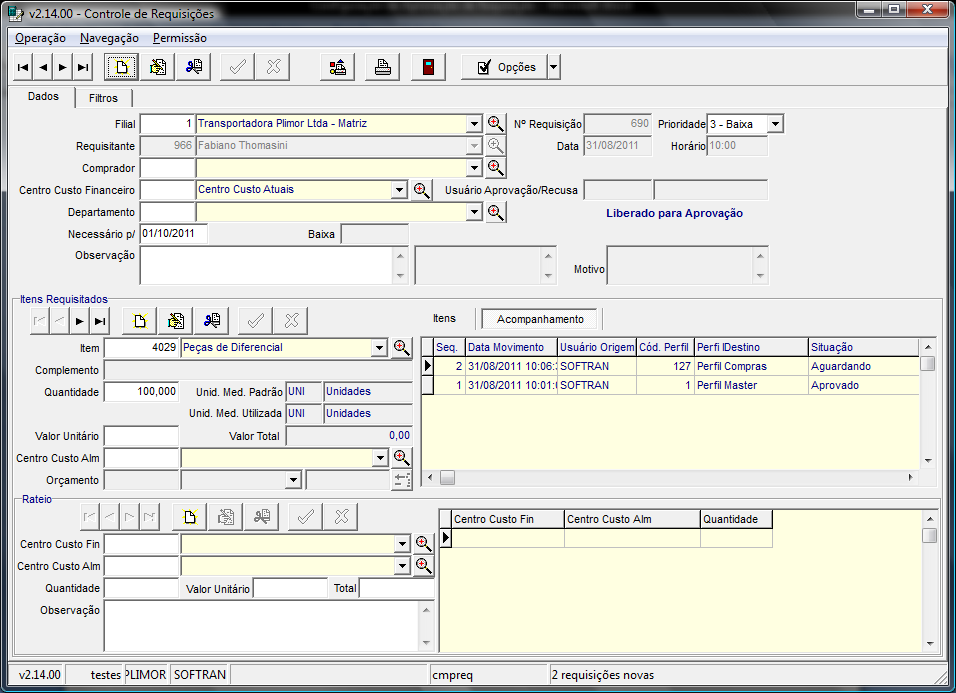 v2.14.00 - Controle de Requisições
Operação Navegação Permissão
Opções
Dados Filtros
Filial 1 Transportadora Plimor Ltda - Matriz Nº Requisição 690 Prioridade 3 - Baixa
Requisitante 966 Fabiano Thomasini Data 31/08/2011 Horário 10:00
Comprador
Centro Custo Financeiro Centro Custo Atuais Usuário Aprovação/Recusa
Departamento Liberado para Aprovação
Necessário p/ 01/10/2011 Baixa
Observação Motivo
Itens Requisitados
Itens Acompanhamento
Item 4029 Peças de Diferencial
Complemento
Quantidade 100,000 Unid. Med. Padrão UNI Unidades
Unid. Med. Utilizada UNI Unidades
Valor Unitário Valor Total 0,00
Centro Custo Alm
Orçamento
Seq. Data Movimento Usuário Origem Cód. Perfil Perfl IDestino Situação
2 31/08/2011 10:06: SOFTRAN 127 Perfil Compras Aguardando
1 31/08/2011 10:01: SOFTRAN 1 Perfil Master Aprovado
Rateio
Centro Custo Fin
Centro Custo Alm
Quantidade Valor Unitário Total
Observação
Centro Custo Fin Centro Custo Alm Quantidade
v2.14.00 testes PLIMOR SOFTRAN cmpreq 2 requisições novas